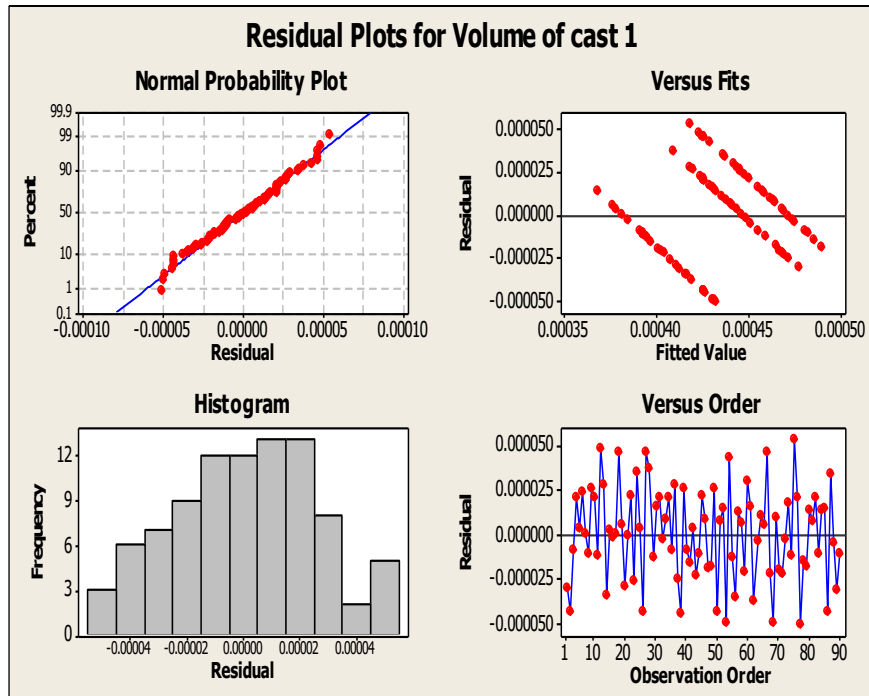 Residual Plots for Volume of cast 1
Normal Probability Plot
Percent
99.9
99
90
50
10
1
0.1
-0.00010 -0.00005 0.00000 0.00005 0.00010
Residual
Versus Fits
Residual
0.000050
0.000025
0.000000
-0.000025
-0.000050
0.00035 0.00040 0.00045 0.00050
Fitted Value
Histogram
Frequency
12
9
6
3
0
-0.00004 -0.00002 0.00000 0.00002 0.00004
Residual
Versus Order
Residual
0.000050
0.000025
0.000000
-0.000025
-0.000050
1 10 20 30 40 50 60 70 80 90
Observation Order